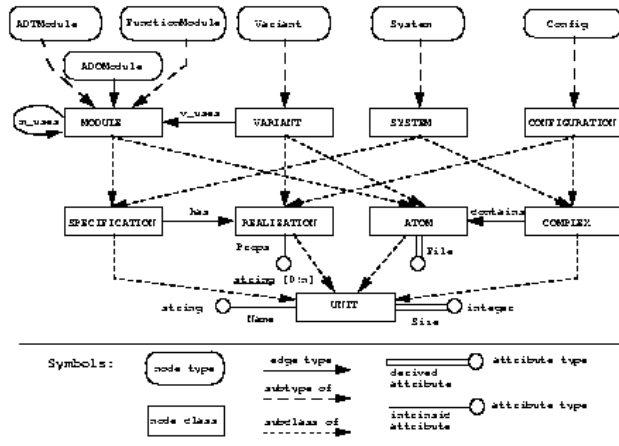 ADTModule
FunctionModule
Variant
System
Config
ADOModule
m_uses
MODULE
v_uses
VARIANT
SYSTEM
CONFIGURATION
SPECIFICATION
has
REALIZATION
ATOM
contains
COMPLEX
Props
File
string [0:n]
string
UNIT
integer
Name
Size
Symbols:
node type
edge type
attribute type
derived
attribute
subtype of
node class
attribute type
subclass of
intrinsid
attribute